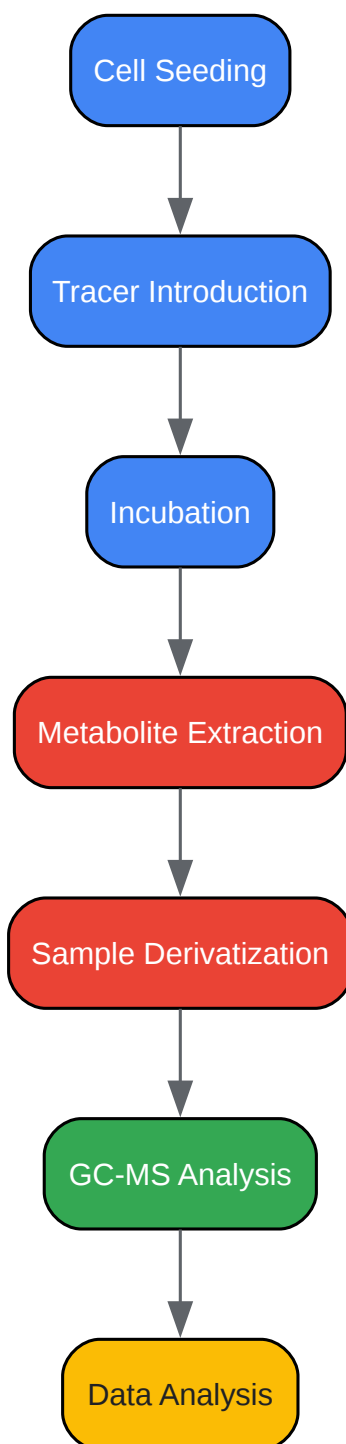 Cell Seeding
Tracer Introduction
Incubation
Metabolite Extraction
Sample Derivatization
GC-MS Analysis
Data Analysis